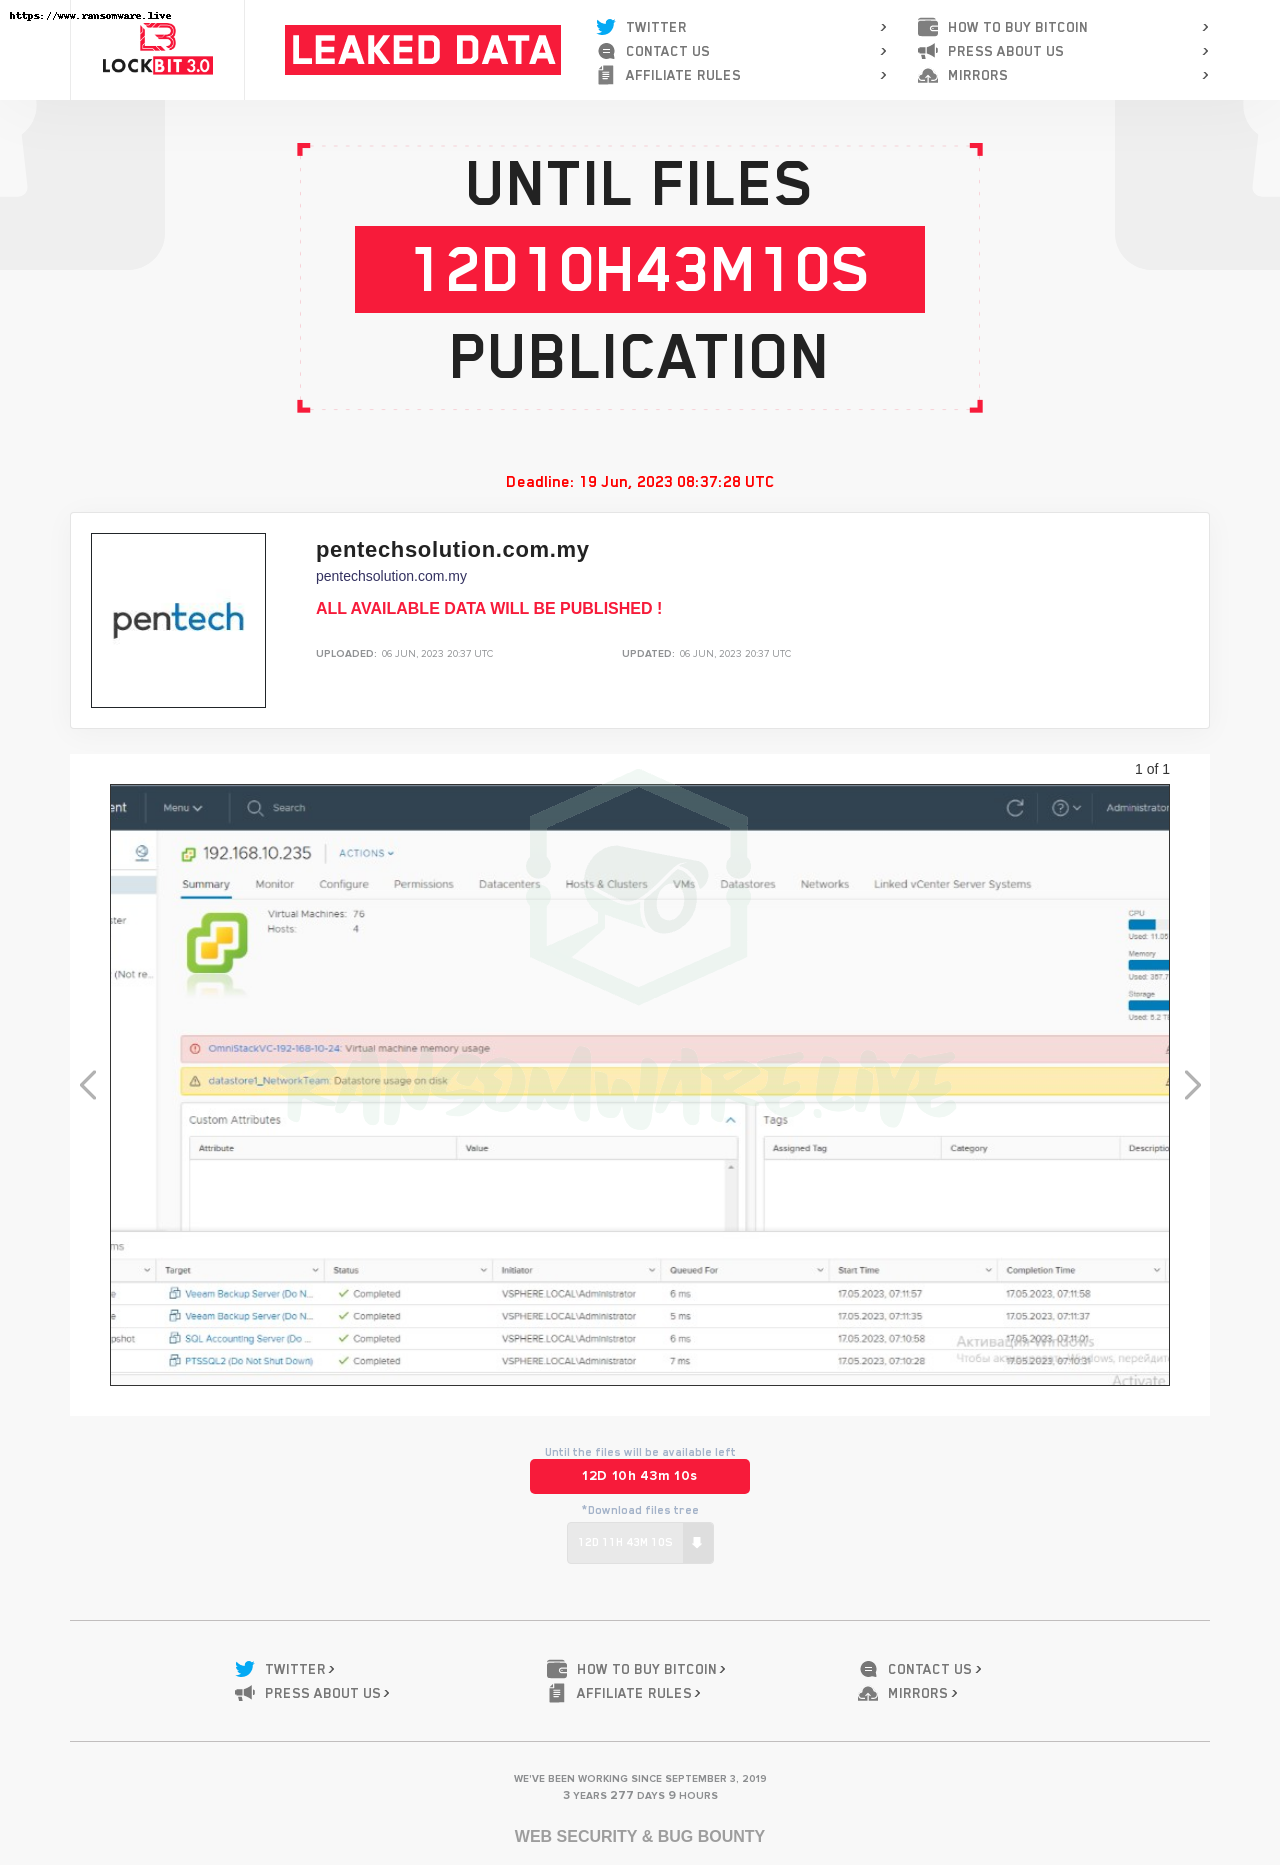 https://www.ransomware.live
LOCKBIT 3.0
LEAKED DATA
TWITTER
CONTACT US
AFFILIATE RULES
HOW TO BUY BITCOIN
PRESS ABOUT US
MIRRORS
UNTIL FILES
12D10H43M10S
PUBLICATION
Deadline: 19 Jun, 2023 08:37:28 UTC
pentech
pentechsolution.com.my
pentechsolution.com.my
ALL AVAILABLE DATA WILL BE PUBLISHED !
UPLOADED: 06 JUN, 2023 20:37 UTC UPDATED: 06 JUN, 2023 20:37 UTC
1 of 1
ent Menu Search Administrator
192.168.10.235 ACTIONS
Summary Monitor Configure Permissions Datacenters Hosts & Clusters VMs Datastores Networks Linked vCenter Server Systems
Virtual Machines: 76
Hosts: 4
CPU
Used: 11.05
Memory
Used: 367.7
Storage
Used: 5.2 T
ster
(Not re...
OmniStackVC-192-168-10-24: Virtual machine memory usage
datastore1_NetworkTeam: Datastore usage on disk
RANSOMWARE.LIVE
Custom Attributes Tags
Attribute Value Assigned Tag Category Descriptio
ms
Target Status Initiator Queued For Start Time Completion Time
e Veeam Backup Server (Do N... Completed VSPHERE.LOCAL\Administrator 6 ms 17.05.2023, 07:11:57 17.05.2023, 07:11:58
e Veeam Backup Server (Do N... Completed VSPHERE.LOCAL\Administrator 5 ms 17.05.2023, 07:11:35 17.05.2023, 07:11:37
pshot SQL Accounting Server (Do ... Completed VSPHERE.LOCAL\Administrator 6 ms 17.05.2023, 07:10:58 17.05.2023, 07:11:01
Активация Windows
PTSSQL2 (Do Not Shut Down) Completed VSPHERE.LOCAL\Administrator 7 ms 17.05.2023, 07:10:28 17.05.2023, 07:10:31
Чтобы Windows, перейдит
Activate
Until the files will be available left
12D 10h 43m 10s
*Download files tree
12D 11H 43M 10S
TWITTER
PRESS ABOUT US
HOW TO BUY BITCOIN
AFFILIATE RULES
CONTACT US
MIRRORS
WE'VE BEEN WORKING SINCE SEPTEMBER 3, 2019
3 YEARS 277 DAYS 9 HOURS
WEB SECURITY & BUG BOUNTY